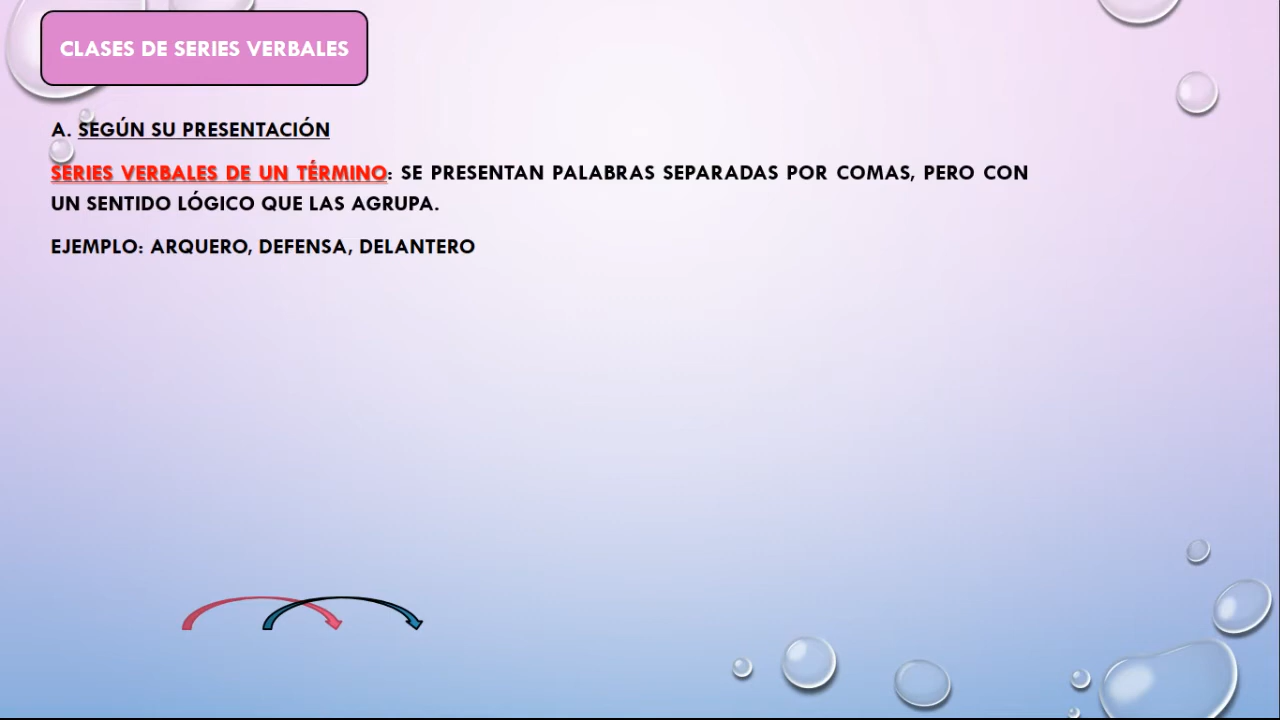 CLASES DE SERIES VERBALES
A. SEGÚN SU PRESENTACIÓN
SERIES VERBALES DE UN TÉRMINO: SE PRESENTAN PALABRAS SEPARADAS POR COMAS, PERO CON
UN SENTIDO LÓGICO QUE LAS AGRUPA.
EJEMPLO: ARQUERO, DEFENSA, DELANTERO